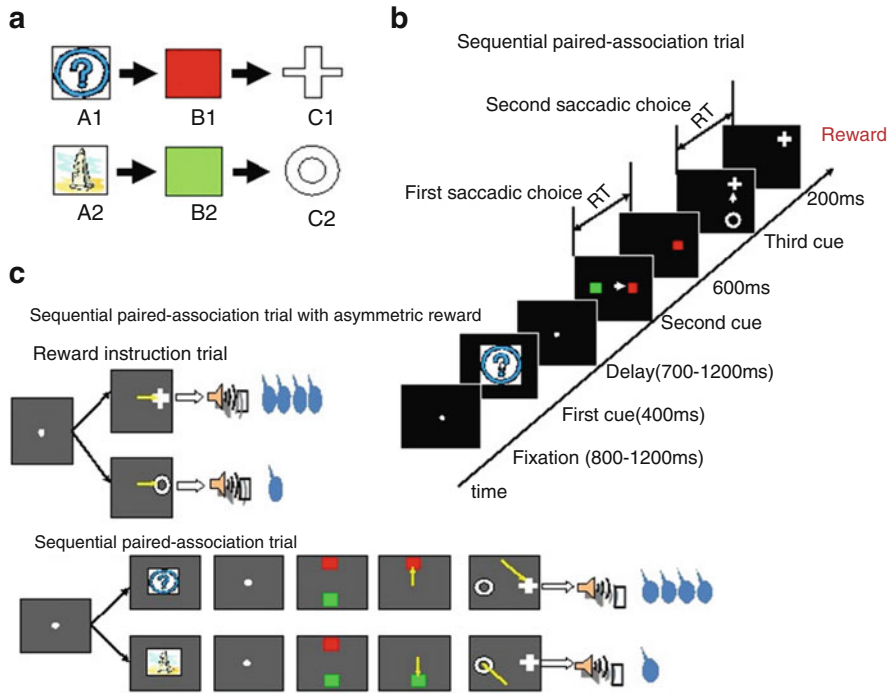 a
A1
B1
C1
A2
B2
C2
b
Sequential paired-association trial
Second saccadic choice
RT
Reward
First saccadic choice
RT
200ms
Third cue
600ms
Second cue
Delay(700-1200ms)
First cue(400ms)
Fixation (800-1200ms)
time
c
Sequential paired-association trial with asymmetric reward
Reward instruction trial
Sequential paired-association trial